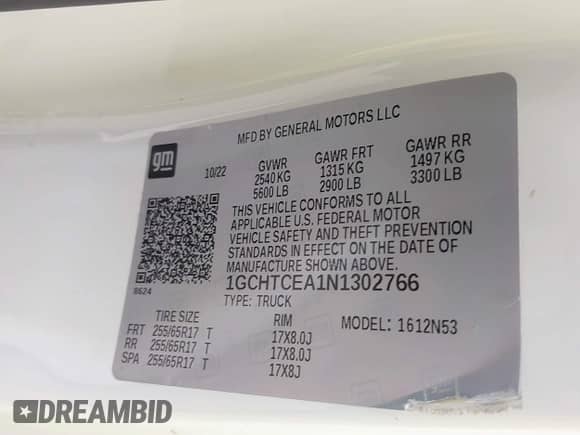 MFD BY GENERAL MOTORS LLC
gm
10/22 GVWR GAWR FRT GAWR RR
2540 KG 1315 KG 1497 KG
5600 LB 2900 LB 3300 LB
THIS VEHICLE CONFORMS TO ALL
APPLICABLE U.S. FEDERAL MOTOR
VEHICLE SAFETY AND THEFT PREVENTION
STANDARDS IN EFFECT ON THE DATE OF
MANUFACTURE SHOWN ABOVE.
8624
1GCHTCEA1N1302766
TYPE: TRUCK
TIRE SIZE RIM MODEL: 1612N53
FRT 255/65R17 T 17X8.0J
RR 255/65R17 T 17X8.0J
SPA 255/65R17 T 17X8J
DREAMBID